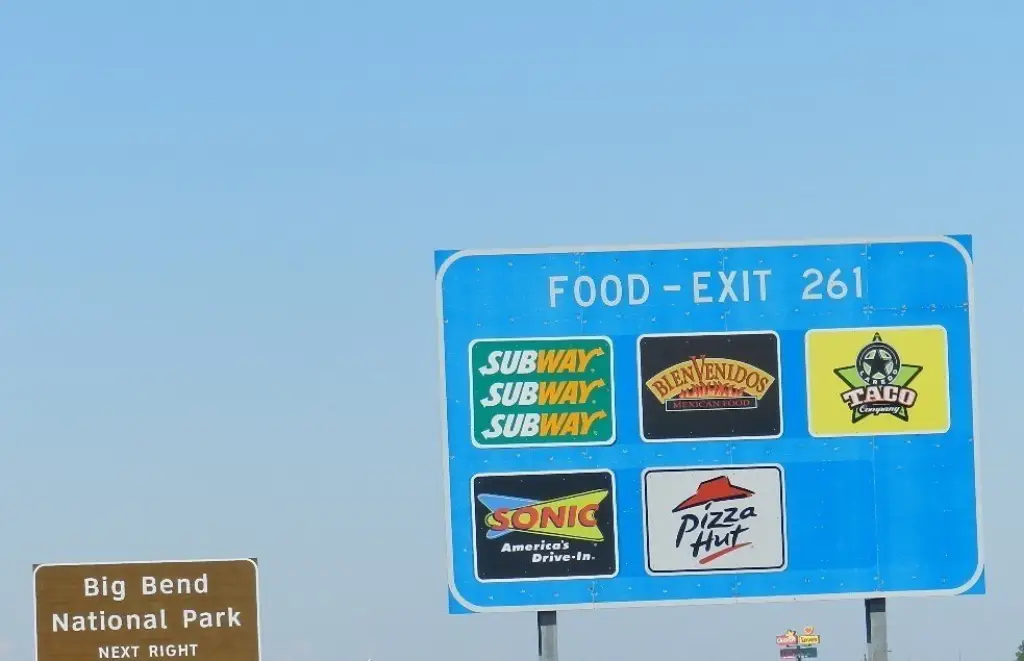 FOOD - EXIT 261
SUBWAY
SUBWAY
SUBWAY
BIENVENIDOS
MEXICAN FOOD
TACO
Company
SONIC
America's
Drive-In.
Pizza
Hut
Big Bend
National Park
NEXT RIGHT